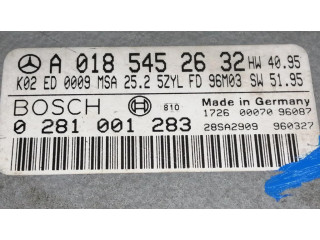 A 018 545 26 32 HW 40.95
K02 ED 0009 MSA 25.2 5ZYL FD 96M03 SW 51.95
BOSCH 810 Made in Germany
1726 00070 96087
0 281 001 283 28SA2909 960327